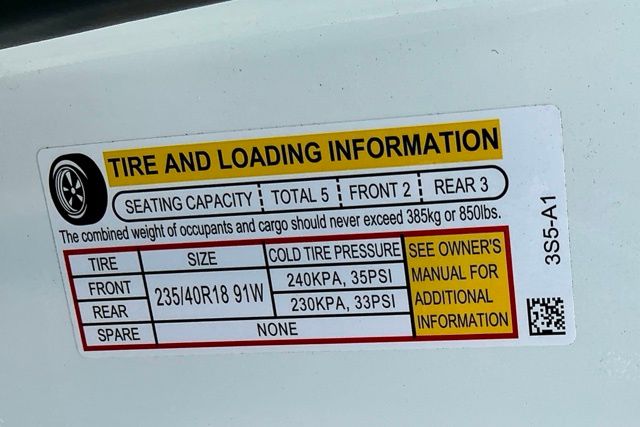 TIRE AND LOADING INFORMATION
SEATING CAPACITY TOTAL 5 FRONT 2 REAR 3
The combined weight of occupants and cargo should never exceed 385kg or 850lbs.
TIRE SIZE COLD TIRE PRESSURE
FRONT 235/40R18 91W 240KPA, 35PSI
REAR 230KPA, 33PSI
SPARE NONE
SEE OWNER'S
MANUAL FOR
ADDITIONAL
INFORMATION
3S5-A1